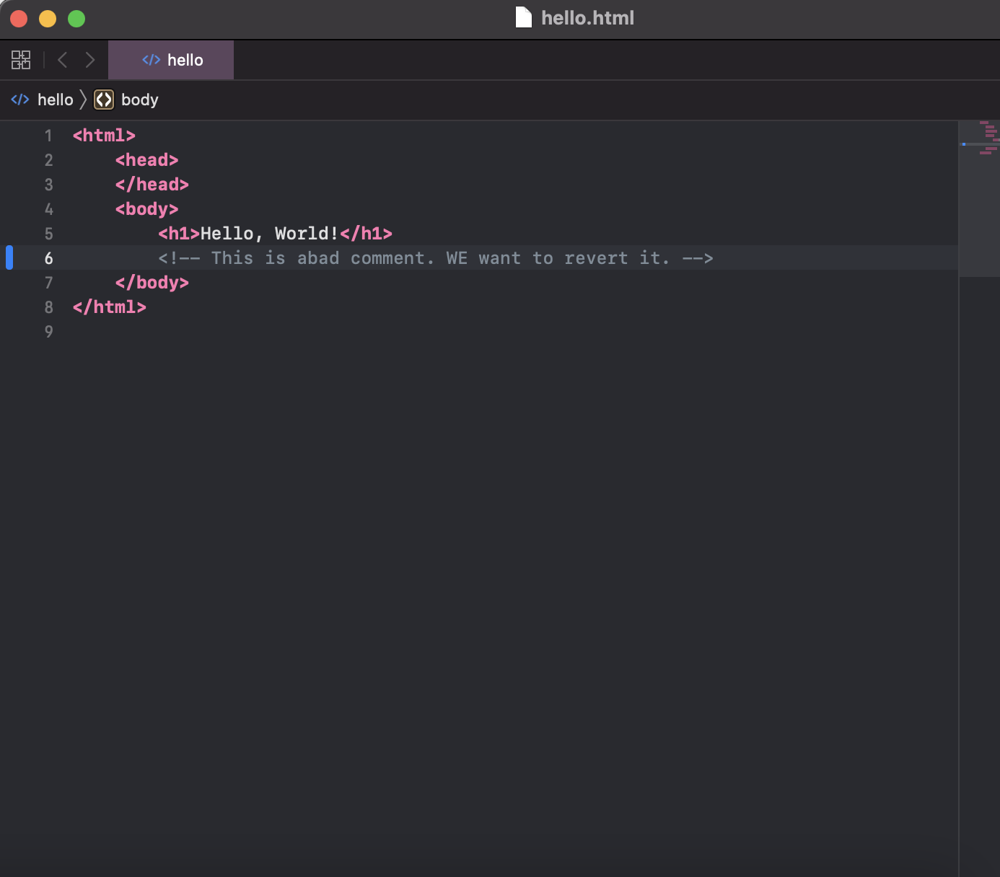 hello.html
</> hello
</> hello body
1 <html>
2 <head>
3 </head>
4 <body>
5 <h1>Hello, World!</h1>
6 <!-- This is abad comment. WE want to revert it. -->
7 </body>
8 </html>
9